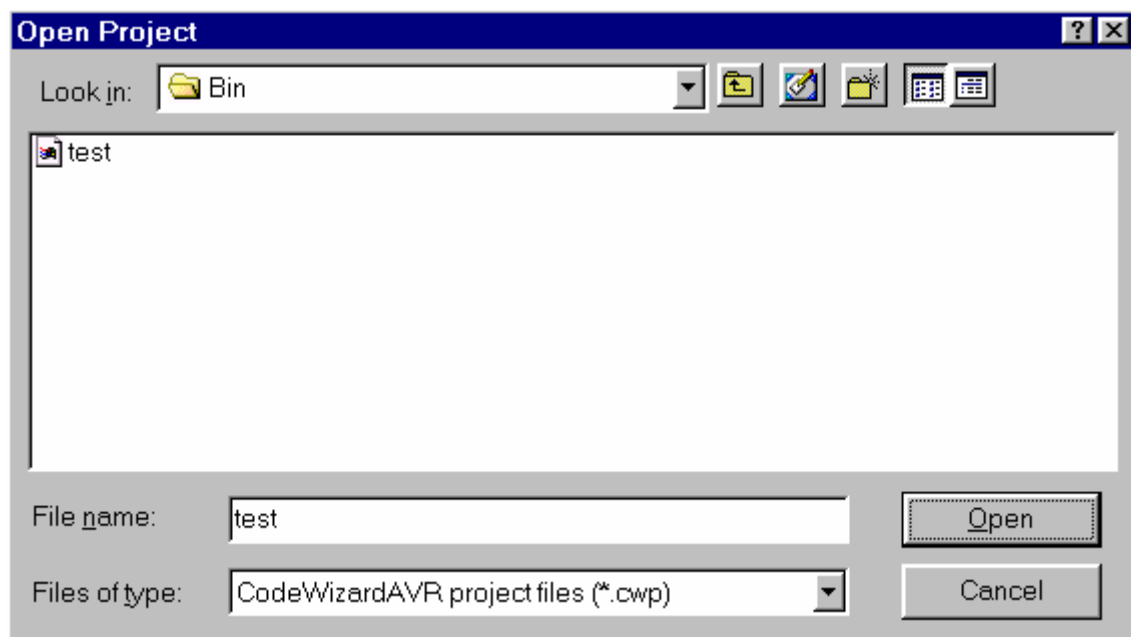 Open Project
Look in: Bin
test
File name: test Open
Files of type: CodeWizardAVR project files (*.cwp) Cancel